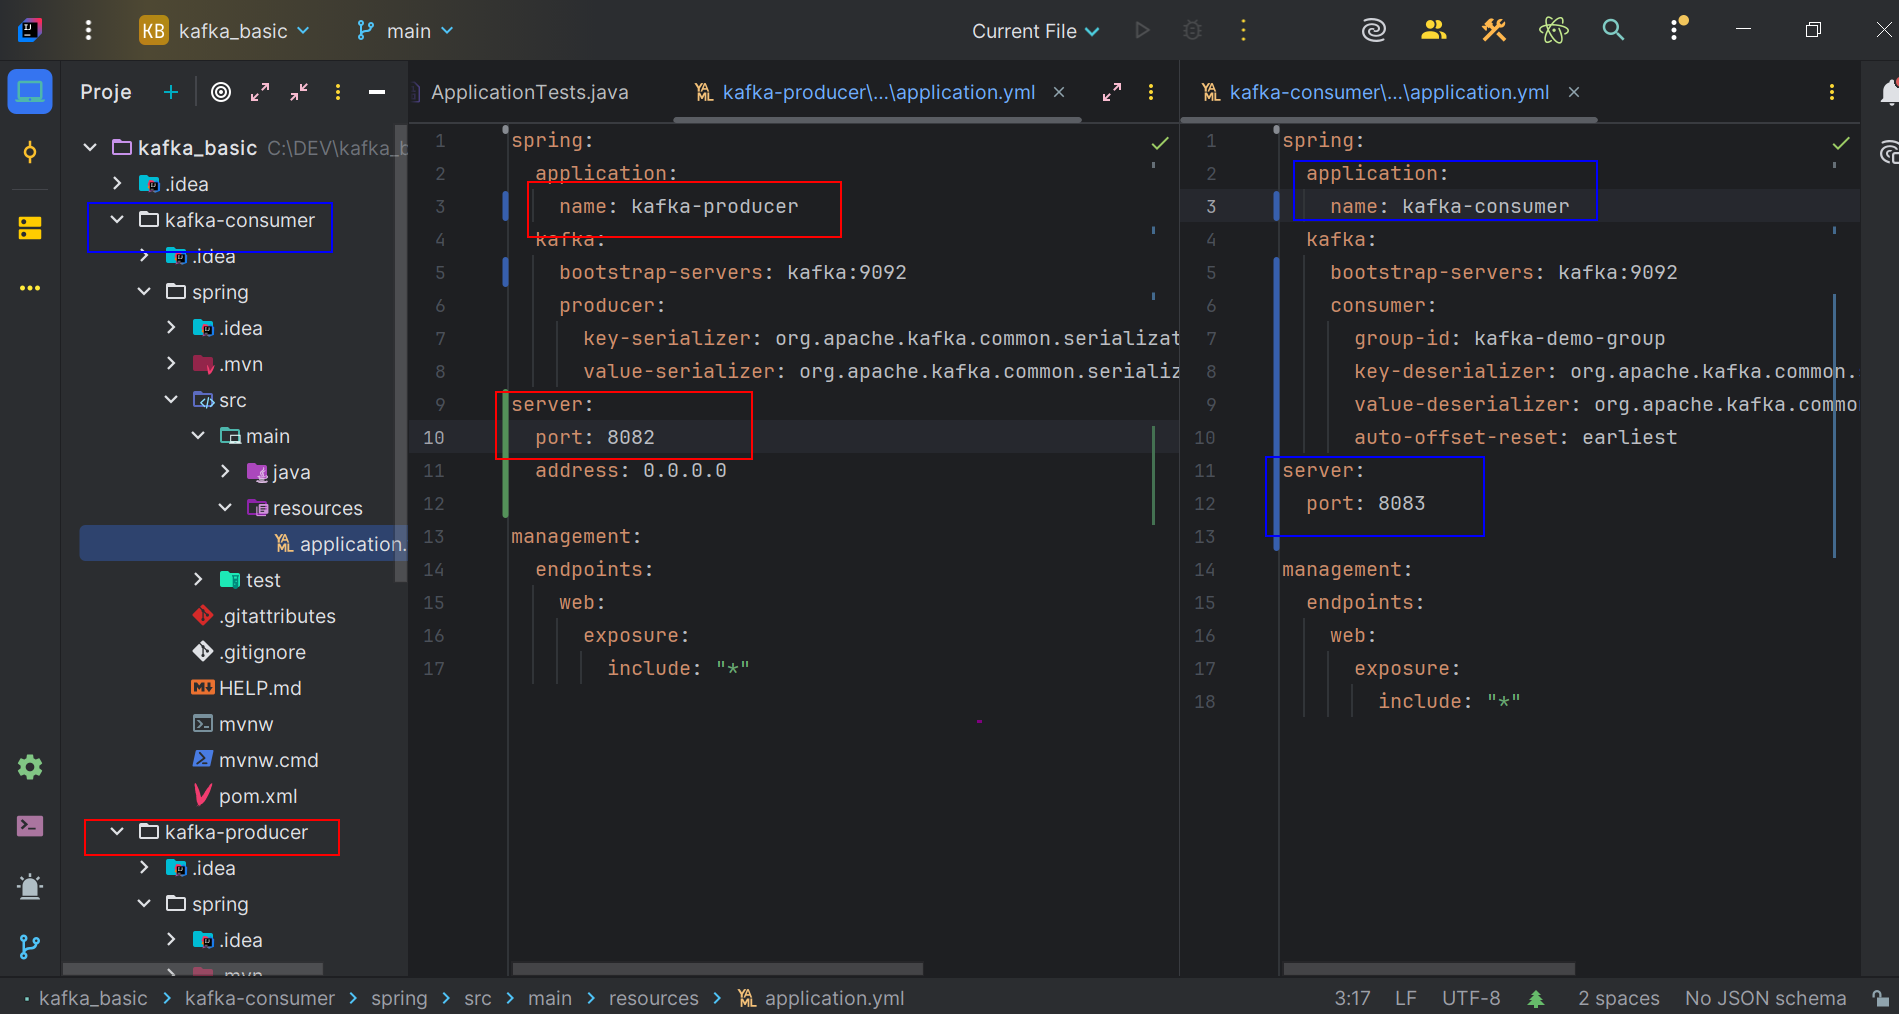 KB kafka_basic main Current File
Proje
ApplicationTests.java kafka-producer\...\application.yml kafka-consumer\...\application.yml
kafka_basic C:\DEV\kafka_b
.idea
kafka-consumer
.idea
spring
.idea
.mvn
src
main
java
resources
application.
test
.gitattributes
.gitignore
HELP.md
mvnw
mvnw.cmd
pom.xml
kafka-producer
.idea
spring
.idea
.mvn
1 spring:
2 application:
3 name: kafka-producer
4 kafka:
5 bootstrap-servers: kafka:9092
6 producer:
7 key-serializer: org.apache.kafka.common.serializat
8 value-serializer: org.apache.kafka.common.serializ
9 server:
10 port: 8082
11 address: 0.0.0.0
12
13 management:
14 endpoints:
15 web:
16 exposure:
17 include: "*"
1 spring:
2 application:
3 name: kafka-consumer
4 kafka:
5 bootstrap-servers: kafka:9092
6 consumer:
7 group-id: kafka-demo-group
8 key-deserializer: org.apache.kafka.common.
9 value-deserializer: org.apache.kafka.commo
10 auto-offset-reset: earliest
11 server:
12 port: 8083
13
14 management:
15 endpoints:
16 web:
17 exposure:
18 include: "*"
kafka_basic > kafka-consumer > spring > src > main > resources > application.yml 3:17 LF UTF-8 2 spaces No JSON schema